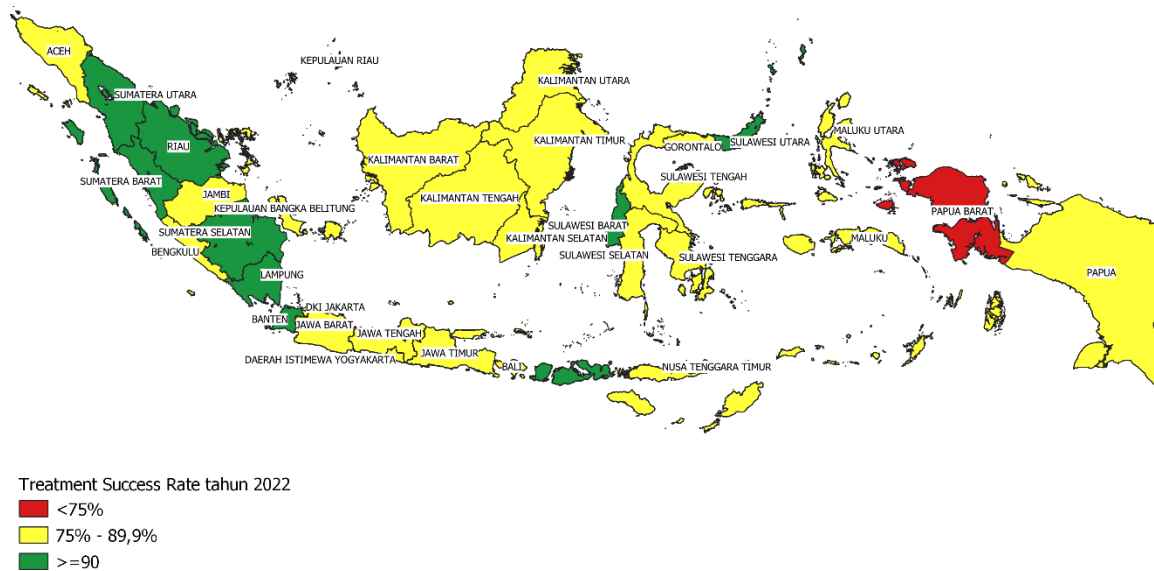 ACEH
KEPULAUAN RIAU
KALIMANTAN UTARA
SUMATERA UTARA
MALUKU UTARA
RIAU
KALIMANTAN TIMUR
SULAWESI UTARA
GORONTALO
KALIMANTAN BARAT
SULAWESI TENGAH
SUMATERA BARAT
JAMBI
KALIMANTAN TENGAH
KEPULAUAN BANGKA BELITUNG
PAPUA BARAT
SULAWESI BARAT
SUMATERA SELATAN
KALIMANTAN SELATAN
MALUKU
BENGKULU
SULAWESI SELATAN
SULAWESI TENGGARA
LAMPUNG
PAPUA
DKI JAKARTA
BANTEN
JAWA BARAT
JAWA TENGAH
JAWA TIMUR
DAERAH ISTIMEWA YOGYAKARTA
BALI
NUSA TENGGARA TIMUR
Treatment Success Rate tahun 2022
<75%
75% - 89,9%
>=90